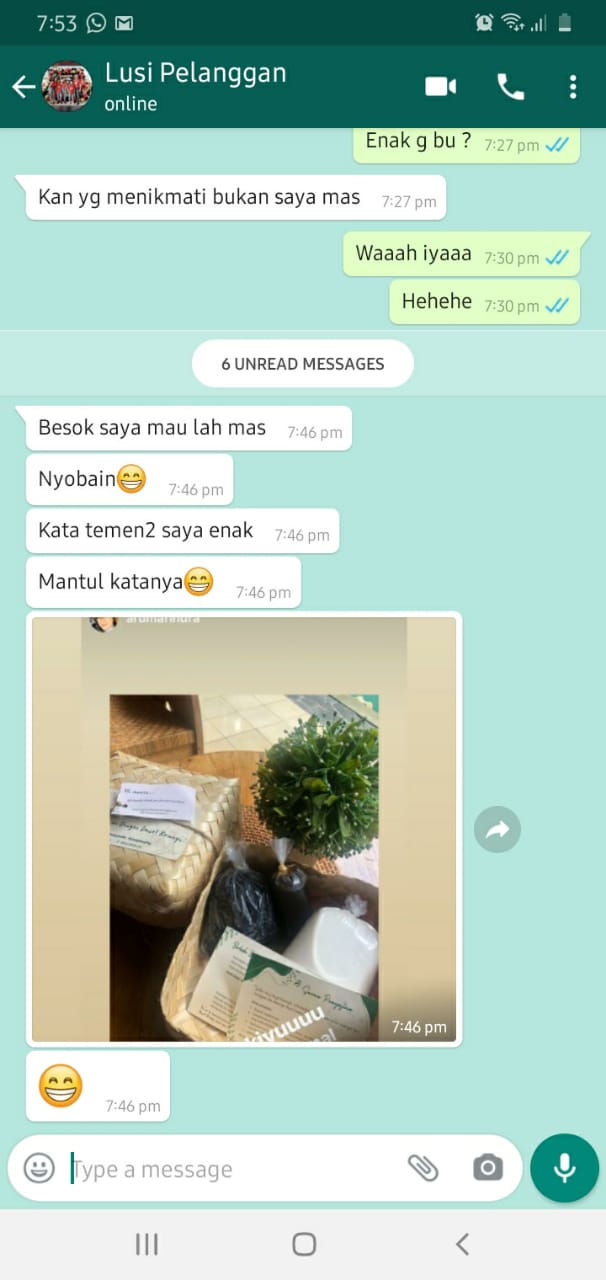 7:53
Lusi Pelanggan
online
Enak g bu ? 7:27 pm
Kan yg menikmati bukan saya mas 7:27 pm
Waaah iyaaa 7:30 pm
Hehehe 7:30 pm
6 UNREAD MESSAGES
Besok saya mau lah mas 7:46 pm
Nyobain😁 7:46 pm
Kata temen2 saya enak 7:46 pm
Mantul katanya😁 7:46 pm
7:46 pm
😁 7:46 pm
Type a message